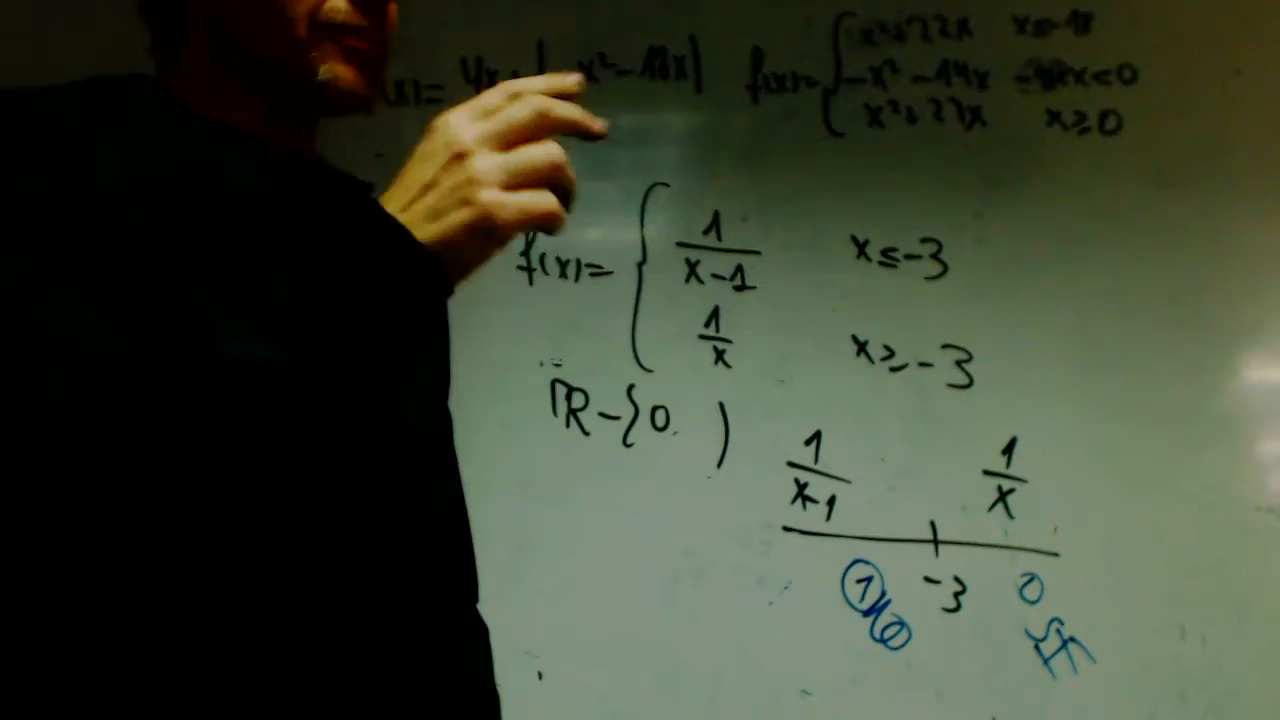 (x)= 4x+|-x²-18x|
f(x)= { x²+22x x≤-18
-x²-14x -18<x<0
x²+22x x≥0
f(x)= { 1/(x-1) x≤-3
1/x x≥-3
ℝ-{0 )
1/(x-1) 1/x
1 -3 0
NO SI